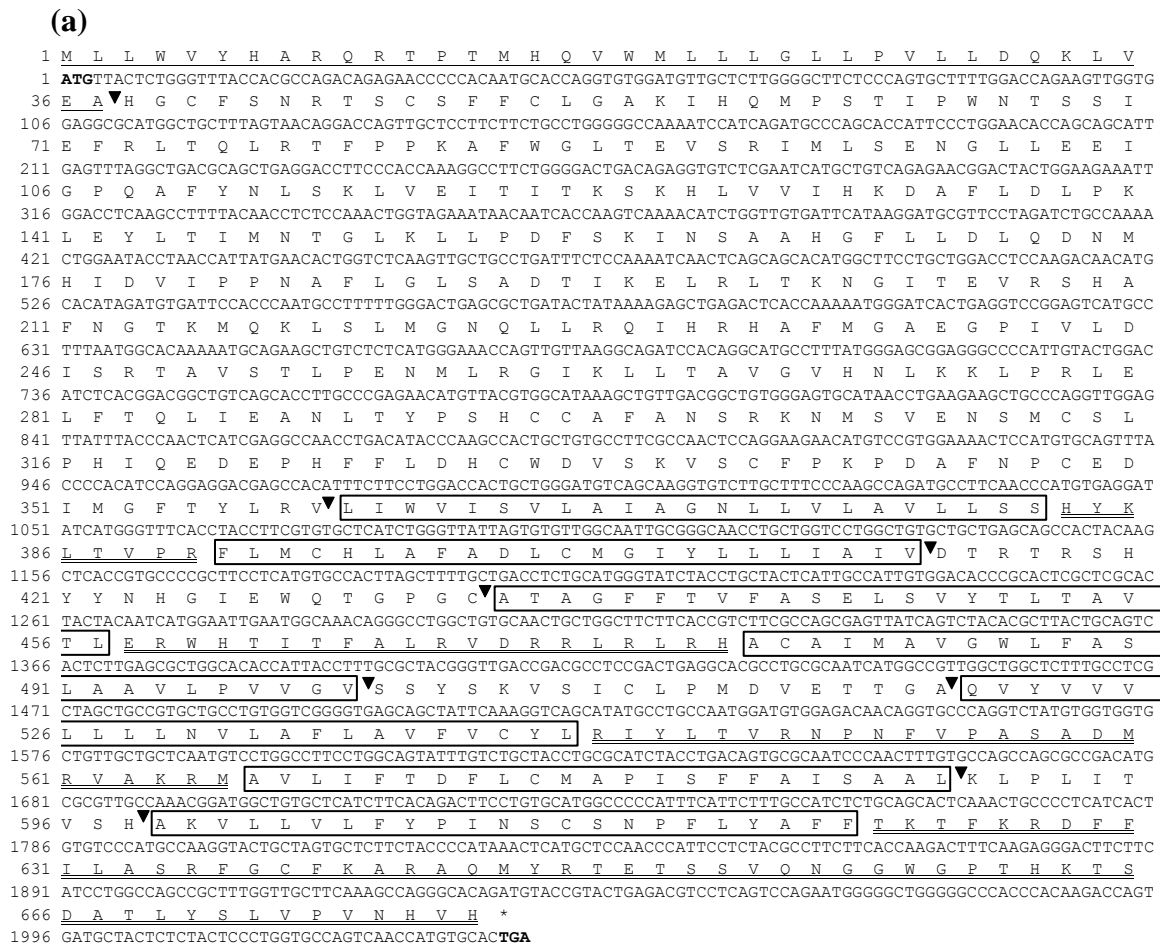 (a)
1 M L L W V Y H A R Q R T P T M H Q V W M L L L G L L P V L L D Q K L V
1 ATGTTACTCTGGGTTTACCACGCCAGACAGAGAACCCCCACAATGCACCAGGTGTGGATGTTGCTCTTGGGGCTTCTCCCAGTGCTTTTGGACCAGAAGTTGGTG
36 E A ▼ H G C F S N R T S C S F F C L G A K I H Q M P S T I P W N T S S I
106 GAGGCGCATGGCTGCTTTAGTAACAGGACCAGTTGCTCCTTCTTCTGCCTGGGGGCCAAAATCCATCAGATGCCCAGCACCATTCCCTGGAACACCAGCAGCATT
71 E F R L T Q L R T F P P K A F W G L T E V S R I M L S E N G L L E E I
211 GAGTTTAGGCTGACGCAGCTGAGGACCTTCCCACCAAAGGCCTTCTGGGGACTGACAGAGGTGTCTCGAATCATGCTGTCAGAGAACGGACTACTGGAAGAAATT
106 G P Q A F Y N L S K L V E I T I T K S K H L V V I H K D A F L D L P K
316 GGACCTCAAGCCTTTTACAACCTCTCCAAACTGGTAGAAATAACAATCACCAAGTCAAAACATCTGGTTGTGATTCATAAGGATGCGTTCCTAGATCTGCCAAAA
141 L E Y L T I M N T G L K L L P D F S K I N S A A H G F L L D L Q D N M
421 CTGGAATACCTAACCATTATGAACACTGGTCTCAAGTTGCTGCCTGATTTCTCCAAAATCAACTCAGCAGCACATGGCTTCCTGCTGGACCTCCAAGACAACATG
176 H I D V I P P N A F L G L S A D T I K E L R L T K N G I T E V R S H A
526 CACATAGATGTGATTCCACCCAATGCCTTTTTGGGACTGAGCGCTGATACTATAAAAGAGCTGAGACTCACCAAAAATGGGATCACTGAGGTCCGGAGTCATGCC
211 F N G T K M Q K L S L M G N Q L L R Q I H R H A F M G A E G P I V L D
631 TTTAATGGCACAAAAATGCAGAAGCTGTCTCTCATGGGAAACCAGTTGTTAAGGCAGATCCACAGGCATGCCTTTATGGGAGCGGAGGGCCCCATTGTACTGGAC
246 I S R T A V S T L P E N M L R G I K L L T A V G V H N L K K L P R L E
736 ATCTCACGGACGGCTGTCAGCACCTTGCCCGAGAACATGTTACGTGGCATAAAGCTGTTGACGGCTGTGGGAGTGCATAACCTGAAGAAGCTGCCCAGGTTGGAG
281 L F T Q L I E A N L T Y P S H C C A F A N S R K N M S V E N S M C S L
841 TTATTTACCCAACTCATCGAGGCCAACCTGACATACCCAAGCCACTGCTGTGCCTTCGCCAACTCCAGGAAGAACATGTCCGTGGAAAACTCCATGTGCAGTTTA
316 P H I Q E D E P H F F L D H C W D V S K V S C F P K P D A F N P C E D
946 CCCCACATCCAGGAGGACGAGCCACATTTCTTCCTGGACCACTGCTGGGATGTCAGCAAGGTGTCTTGCTTTCCCAAGCCAGATGCCTTCAACCCATGTGAGGAT
351 I M G F T Y L R V ▼ L I W V I S V L A I A G N L L V L A V L L S S H Y K
1051 ATCATGGGTTTCACCTACCTTCGTGTGCTCATCTGGGTTATTAGTGTGTTGGCAATTGCGGGCAACCTGCTGGTCCTGGCTGTGCTGCTGAGCAGCCACTACAAG
386 L T V P R F L M C H L A F A D L C M G I Y L L L I A I V ▼ D T R T R S H
1156 CTCACCGTGCCCCGCTTCCTCATGTGCCACTTAGCTTTTGCTGACCTCTGCATGGGTATCTACCTGCTACTCATTGCCATTGTGGACACCCGCACTCGCTCGCAC
421 Y Y N H G I E W Q T G P G C ▼ A T A G F F T V F A S E L S V Y T L T A V
1261 TACTACAATCATGGAATTGAATGGCAAACAGGGCCTGGCTGTGCAACTGCTGGCTTCTTCACCGTCTTCGCCAGCGAGTTATCAGTCTACACGCTTACTGCAGTC
456 T L E R W H T I T F A L R V D R R L R L R H A C A I M A V G W L F A S
1366 ACTCTTGAGCGCTGGCACACCATTACCTTTGCGCTACGGGTTGACCGACGCCTCCGACTGAGGCACGCCTGCGCAATCATGGCCGTTGGCTGGCTCTTTGCCTCG
491 L A A V L P V V G V ▼ S S Y S K V S I C L P M D V E T T G A ▼ Q V Y V V V
1471 CTAGCTGCCGTGCTGCCTGTGGTCGGGGTGAGCAGCTATTCAAAGGTCAGCATATGCCTGCCAATGGATGTGGAGACAACAGGTGCCCAGGTCTATGTGGTGGTG
526 L L L L N V L A F L A V F V C Y L R I Y L T V R N P N F V P A S A D M
1576 CTGTTGCTGCTCAATGTCCTGGCCTTCCTGGCAGTATTTGTCTGCTACCTGCGCATCTACCTGACAGTGCGCAATCCCAACTTTGTGCCAGCCAGCGCCGACATG
561 R V A K R M A V L I F T D F L C M A P I S F F A I S A A L ▼ K L P L I T
1681 CGCGTTGCCAAACGGATGGCTGTGCTCATCTTCACAGACTTCCTGTGCATGGCCCCCATTTCATTCTTTGCCATCTCTGCAGCACTCAAACTGCCCCTCATCACT
596 V S H ▼ A K V L L V L F Y P I N S C S N P F L Y A F F T K T F K R D F F
1786 GTGTCCCATGCCAAGGTACTGCTAGTGCTCTTCTACCCCATAAACTCATGCTCCAACCCATTCCTCTACGCCTTCTTCACCAAGACTTTCAAGAGGGACTTCTTC
631 I L A S R F G C F K A R A Q M Y R T E T S S V Q N G G W G P T H K T S
1891 ATCCTGGCCAGCCGCTTTGGTTGCTTCAAAGCCAGGGCACAGATGTACCGTACTGAGACGTCCTCAGTCCAGAATGGGGGCTGGGGGCCCACCCACAAGACCAGT
666 D A T L Y S L V P V N H V H *
1996 GATGCTACTCTCTACTCCCTGGTGCCAGTCAACCATGTGCACTGA